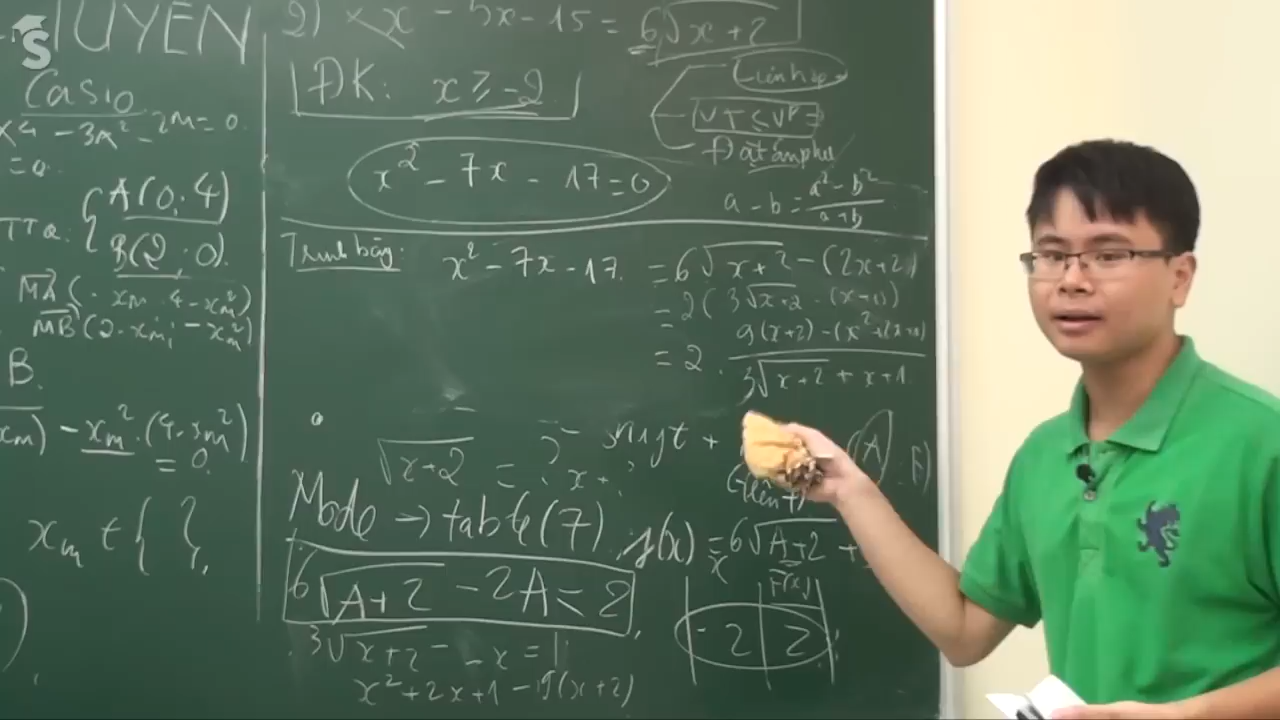 S
HUYEN
Casio
x4 - 3m² - 2m = 0.
= 0.
TTQ. { A(0; 4)
B(2; 0).
MA (- xm; 4 - xm²)
MB (2 - xm; - xm²)
B.
xm) - xm² . (4 - 3m²)
= 0.
xm ∈ { },
2) x - 5x - 15 = 6√x+2
ĐK: x ≥ -2
x² - 7x - 17 = 0
Liên hợp
VT ≤ VP
Đặt ẩn phụ
a - b = (a² - b²)/(a + b)
Trình bày: x² - 7x - 17 = 6√x+2 - (2x+2)
= 2(3√x+2 - (x+1))
= 2 . (9(x+2) - (x²+2x+1))/(3√x+2 + x+1)
√x+2 = ? x + ?
Mode → table (7) f(x) = 6√A+2 +
6√A+2 - 2A = 2
x F(x)
-2 2
3√x+2 - x = 1
x² + 2x + 1 - 9(x+2)